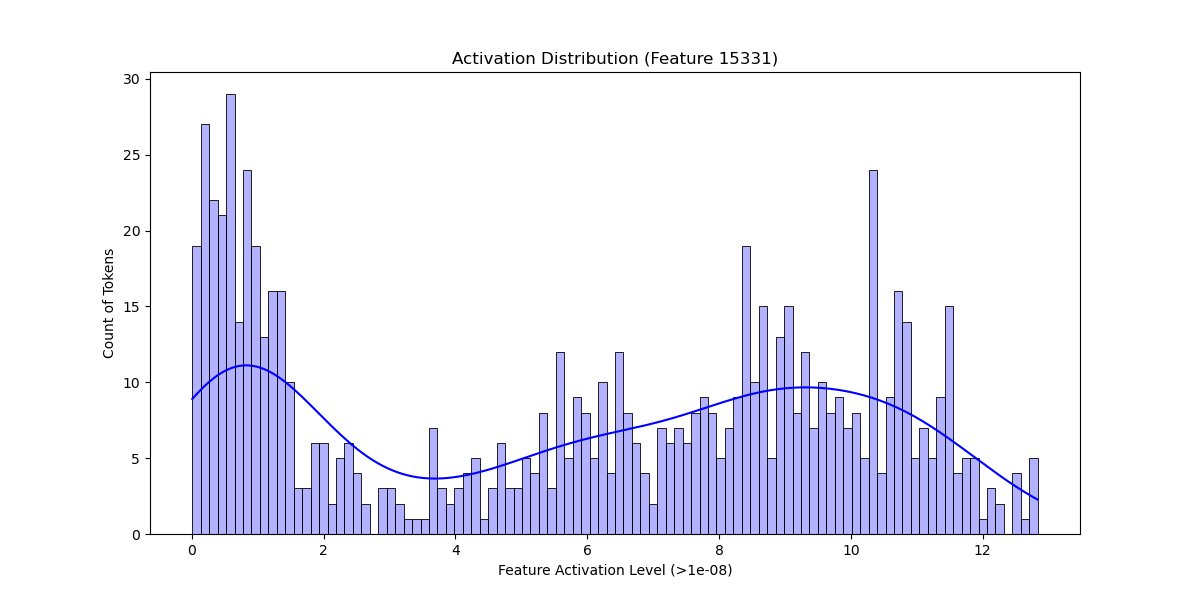 Activation Distribution (Feature 15331)
30
25
20
15
10
5
0
Count of Tokens
0 2 4 6 8 10 12
Feature Activation Level (>1e-08)